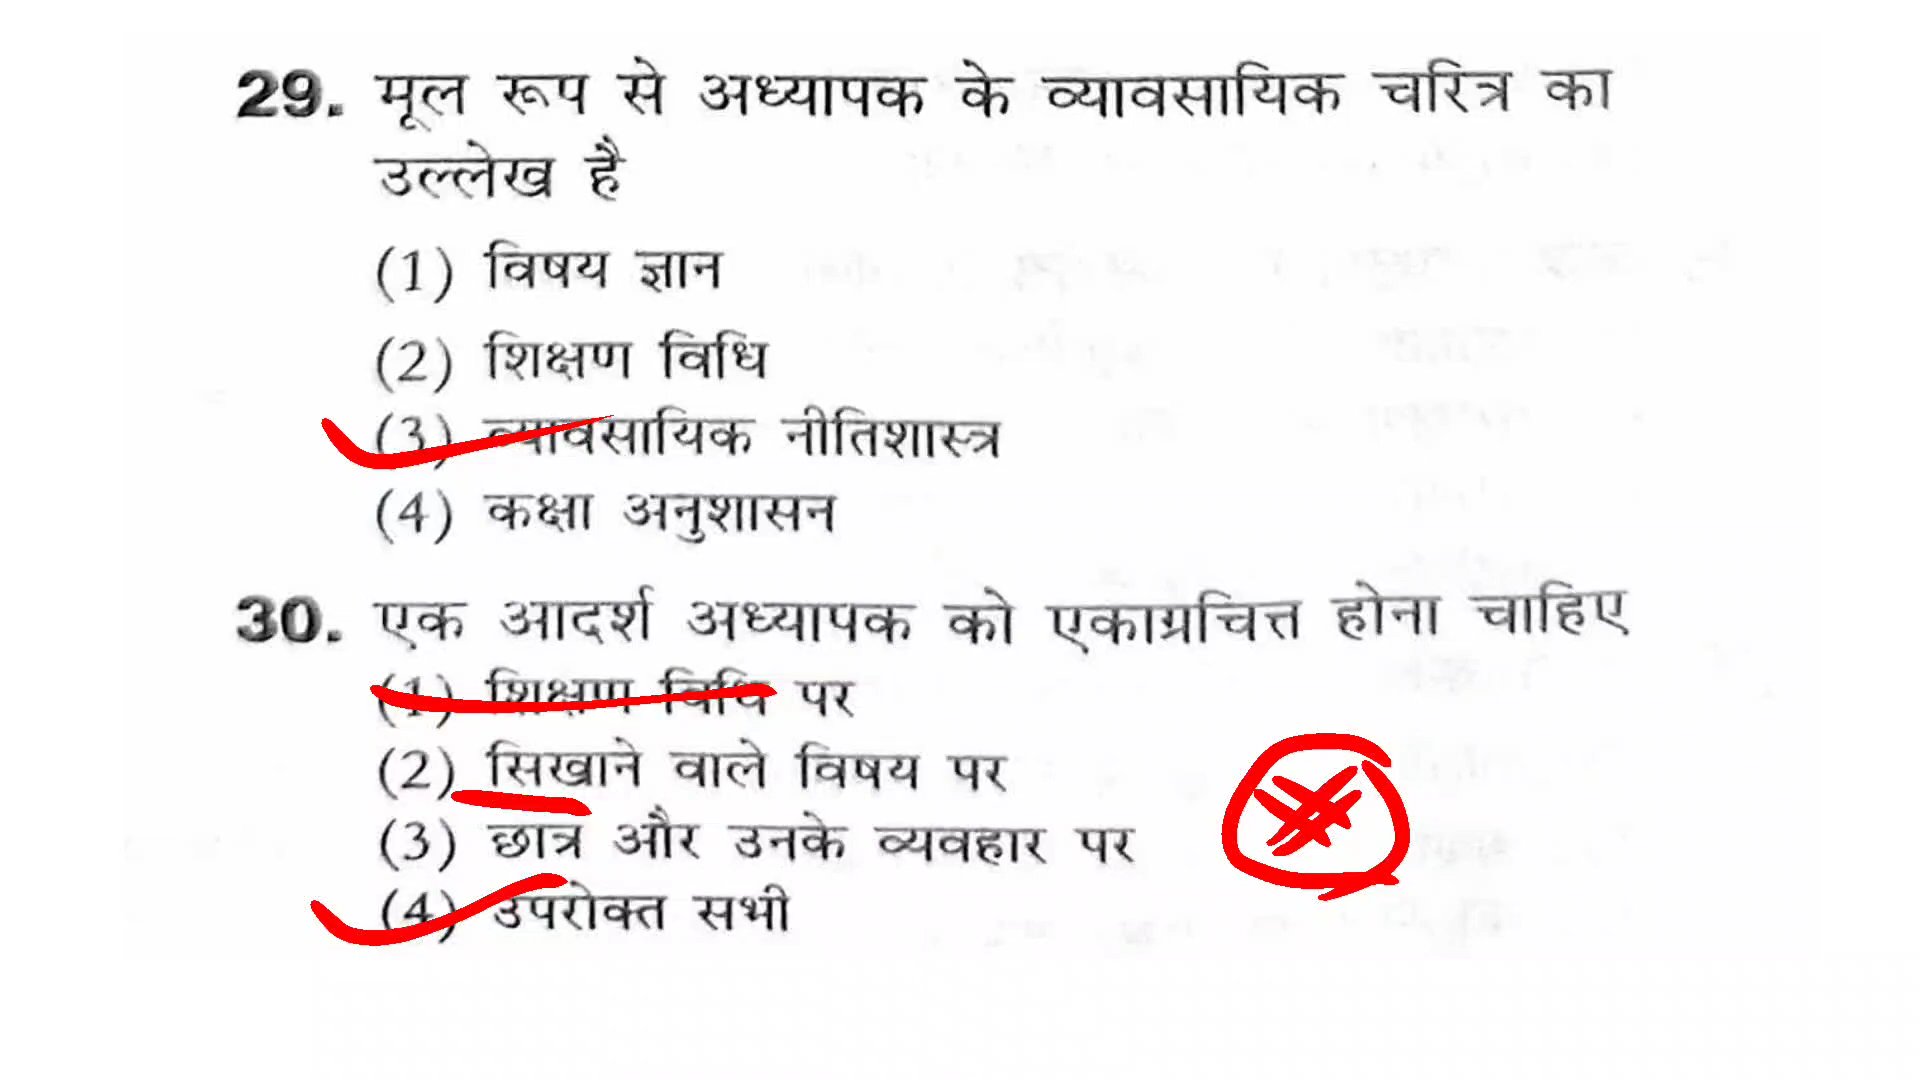 29. मूल रूप से अध्यापक के व्यावसायिक चरित्र का
उल्लेख है
(1) विषय ज्ञान
(2) शिक्षण विधि
(3) व्यावसायिक नीतिशास्त्र
(4) कक्षा अनुशासन
30. एक आदर्श अध्यापक को एकाग्रचित्त होना चाहिए
(1) शिक्षण विधि पर
(2) सिखाने वाले विषय पर
(3) छात्र और उनके व्यवहार पर
(4) उपरोक्त सभी